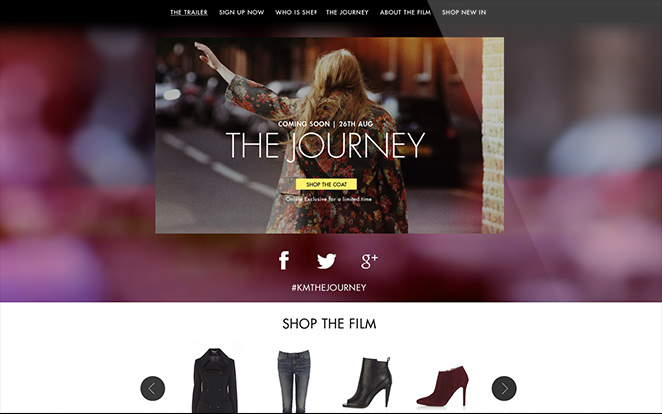 THE TRAILER SIGN UP NOW WHO IS SHE? THE JOURNEY ABOUT THE FILM SHOP NEW IN
COMING SOON | 26TH AUG
THE JOURNEY
SHOP THE COAT
Online Exclusive for a limited time
f g+
#KMTHEJOURNEY
SHOP THE FILM